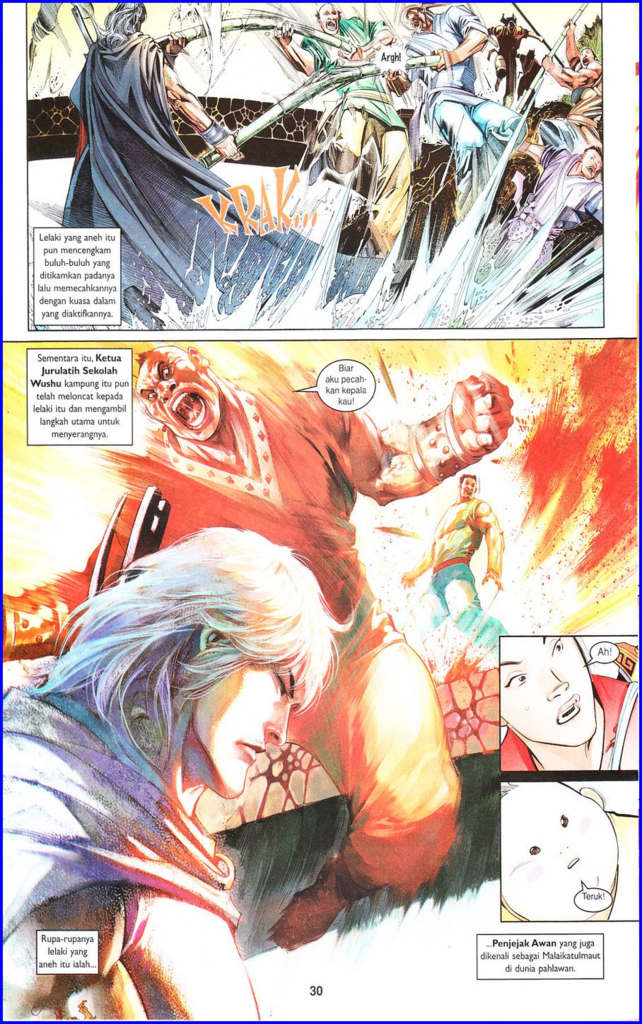 Argh!
KRAK...
Lelaki yang aneh itu
pun mencengkam
buluh-buluh yang
ditikamkan padanya
lalu memecahkannya
dengan kuasa dalam
yang diaktifkannya.
Sementara itu, Ketua
Jurulatih Sekolah
Wushu kampung itu pun
telah meloncat kepada
lelaki itu dan mengambil
langkah utama untuk
menyerangnya.
Biar
aku pecah-
kan kepala
kau!
Ah!
Teruk!
Rupa-rupanya
lelaki yang
aneh itu ialah...
...Penjejak Awan yang juga
dikenali sebagai Malaikatulmaut
di dunia pahlawan.
30